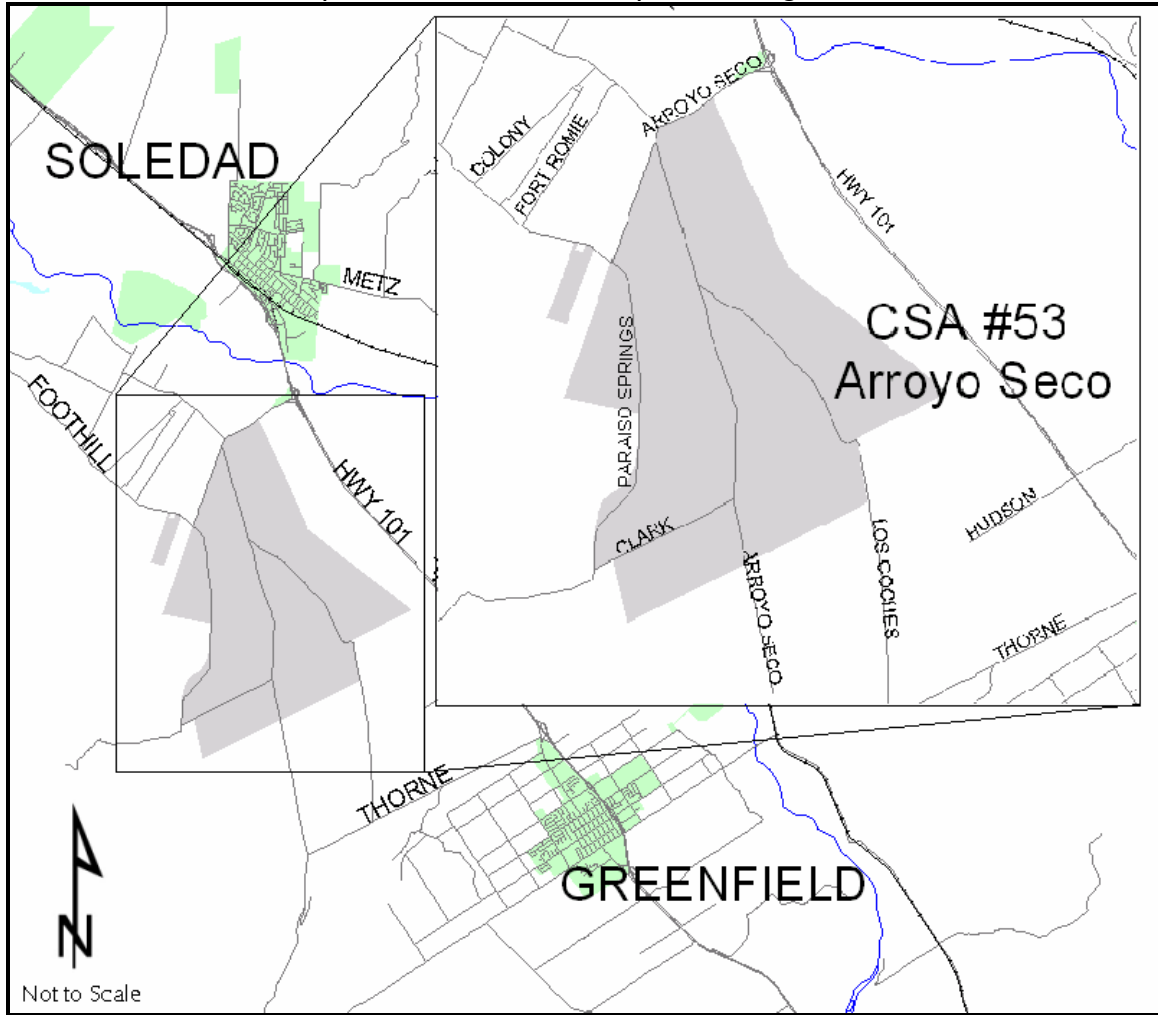 SOLEDAD
METZ
FOOTHILL
HWY 101
THORNE
GREENFIELD
N
Not to Scale
ARROYO SECO
COLONY
FORT ROMIE
HWY 101
CSA #53
Arroyo Seco
PARAISO SPRINGS
CLARK
ARROYO SECO
LOS COCHES
HUDSON
THORNE